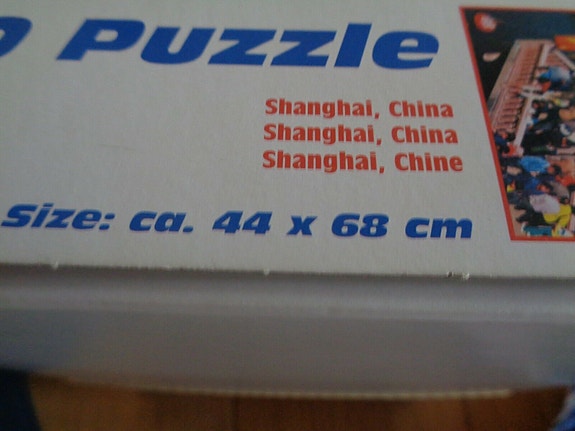 Puzzle
Shanghai, China
Shanghai, China
Shanghai, Chine
Size: ca. 44 x 68 cm